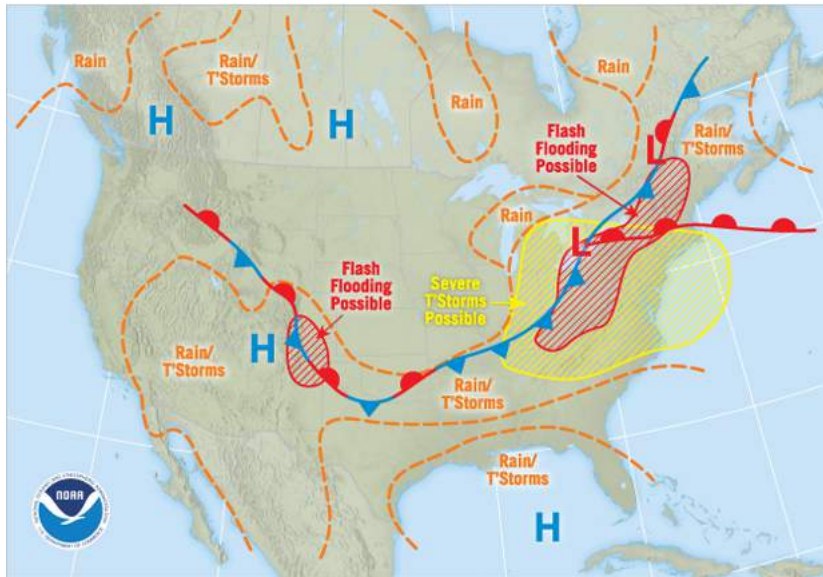 Rain
Rain/
T'Storms
H
H
Rain
Rain
Flash
Flooding
Possible
L
Rain/
T'Storms
Rain
L
Flash
Flooding
Possible
Severe
T'Storms
Possible
H
Rain/
T'Storms
Rain/
T'Storms
Rain/
T'Storms
H
NOAA